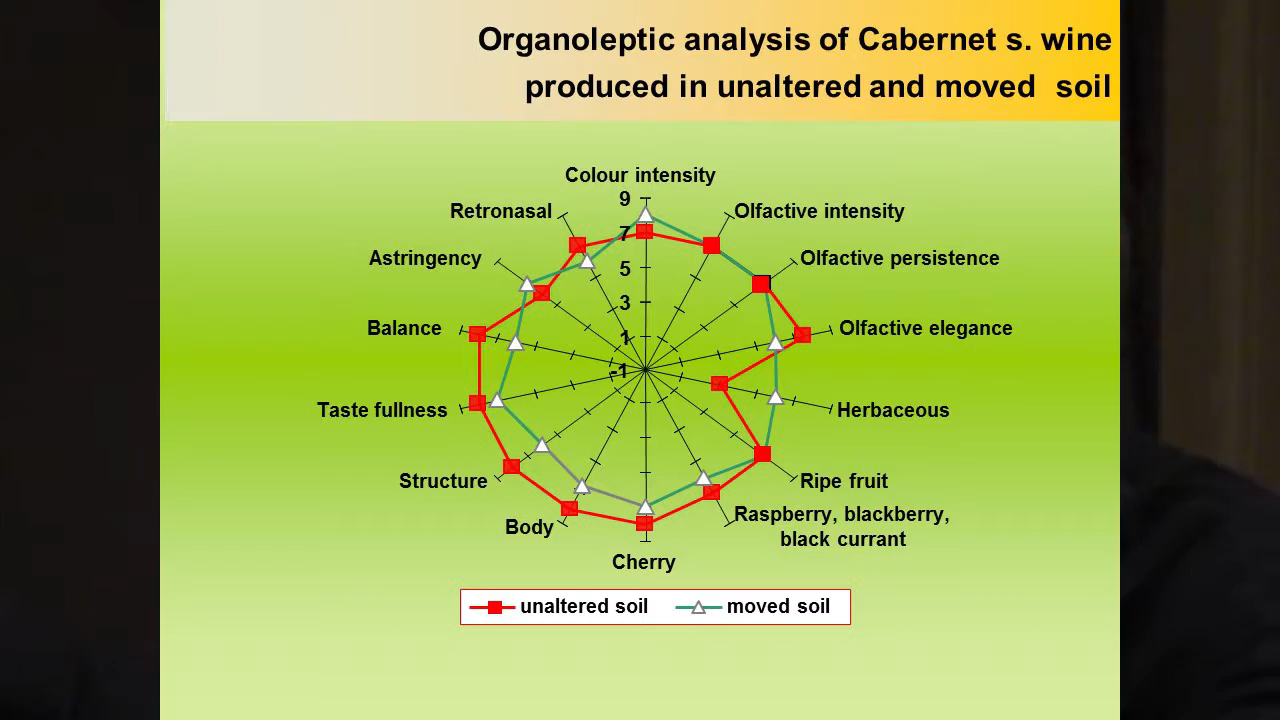 Organoleptic analysis of Cabernet s. wine
produced in unaltered and moved soil
Colour intensity
9
7
5
3
1
-1
Retronasal
Olfactive intensity
Astringency
Olfactive persistence
Balance
Olfactive elegance
Taste fullness
Herbaceous
Structure
Ripe fruit
Body
Raspberry, blackberry,
black currant
Cherry
unaltered soil
moved soil